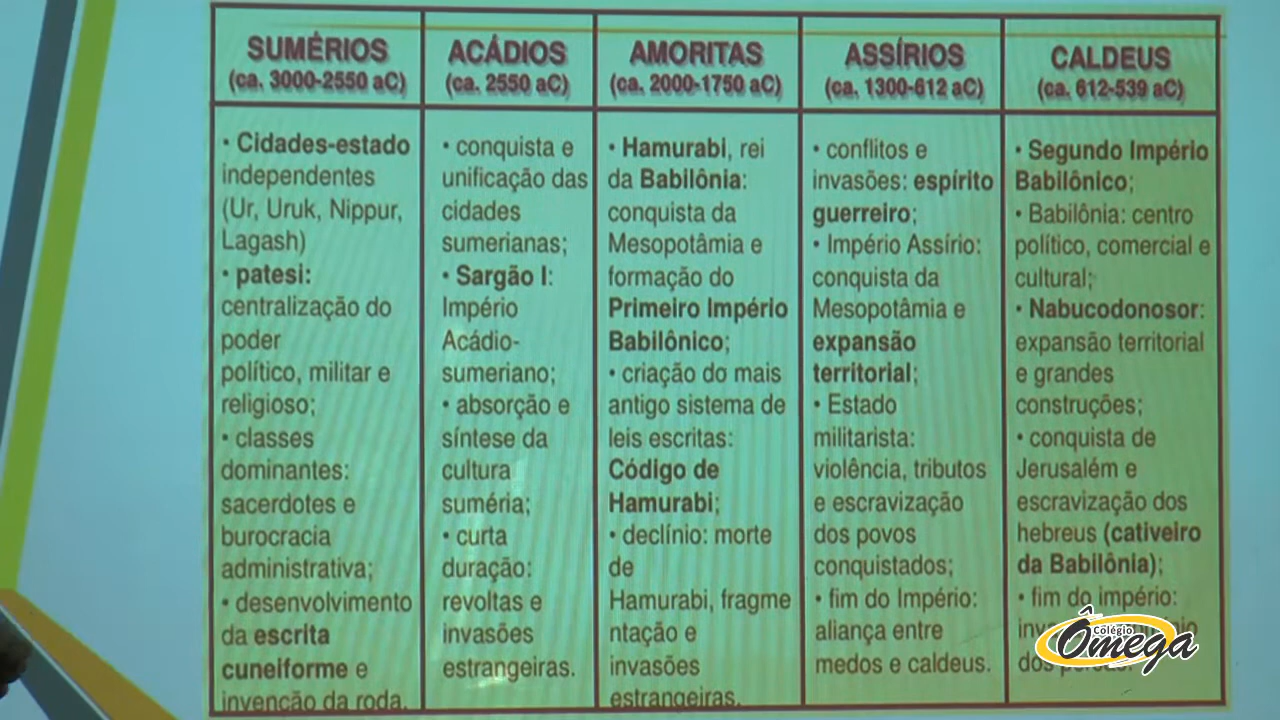 SUMÉRIOS
(ca. 3000-2550 aC)
• Cidades-estado
independentes
(Ur, Uruk, Nippur,
Lagash)
• patesi:
centralização do
poder
político, militar e
religioso;
• classes
dominantes:
sacerdotes e
burocracia
administrativa;
• desenvolvimento
da escrita
cuneiforme e
invenção da roda.
ACÁDIOS
(ca. 2550 aC)
• conquista e
unificação das
cidades
sumerianas;
• Sargão I:
Império
Acádio-
sumeriano;
• absorção e
síntese da
cultura
suméria;
• curta
duração:
revoltas e
invasões
estrangeiras.
AMORITAS
(ca. 2000-1750 aC)
• Hamurabi, rei
da Babilônia:
conquista da
Mesopotâmia e
formação do
Primeiro Império
Babilônico;
• criação do mais
antigo sistema de
leis escritas:
Código de
Hamurabi;
• declínio: morte
de
Hamurabi, fragme
ntação e
invasões
estrangeiras.
ASSÍRIOS
(ca. 1300-612 aC)
• conflitos e
invasões: espírito
guerreiro;
• Império Assírio:
conquista da
Mesopotâmia e
expansão
territorial;
• Estado
militarista:
violência, tributos
e escravização
dos povos
conquistados;
• fim do Império:
aliança entre
medos e caldeus.
CALDEUS
(ca. 612-539 aC)
• Segundo Império
Babilônico;
• Babilônia: centro
político, comercial e
cultural;
• Nabucodonosor:
expansão territorial
e grandes
construções;
• conquista de
Jerusalém e
escravização dos
hebreus (cativeiro
da Babilônia);
• fim do império:
dos
Colégio
Ômega